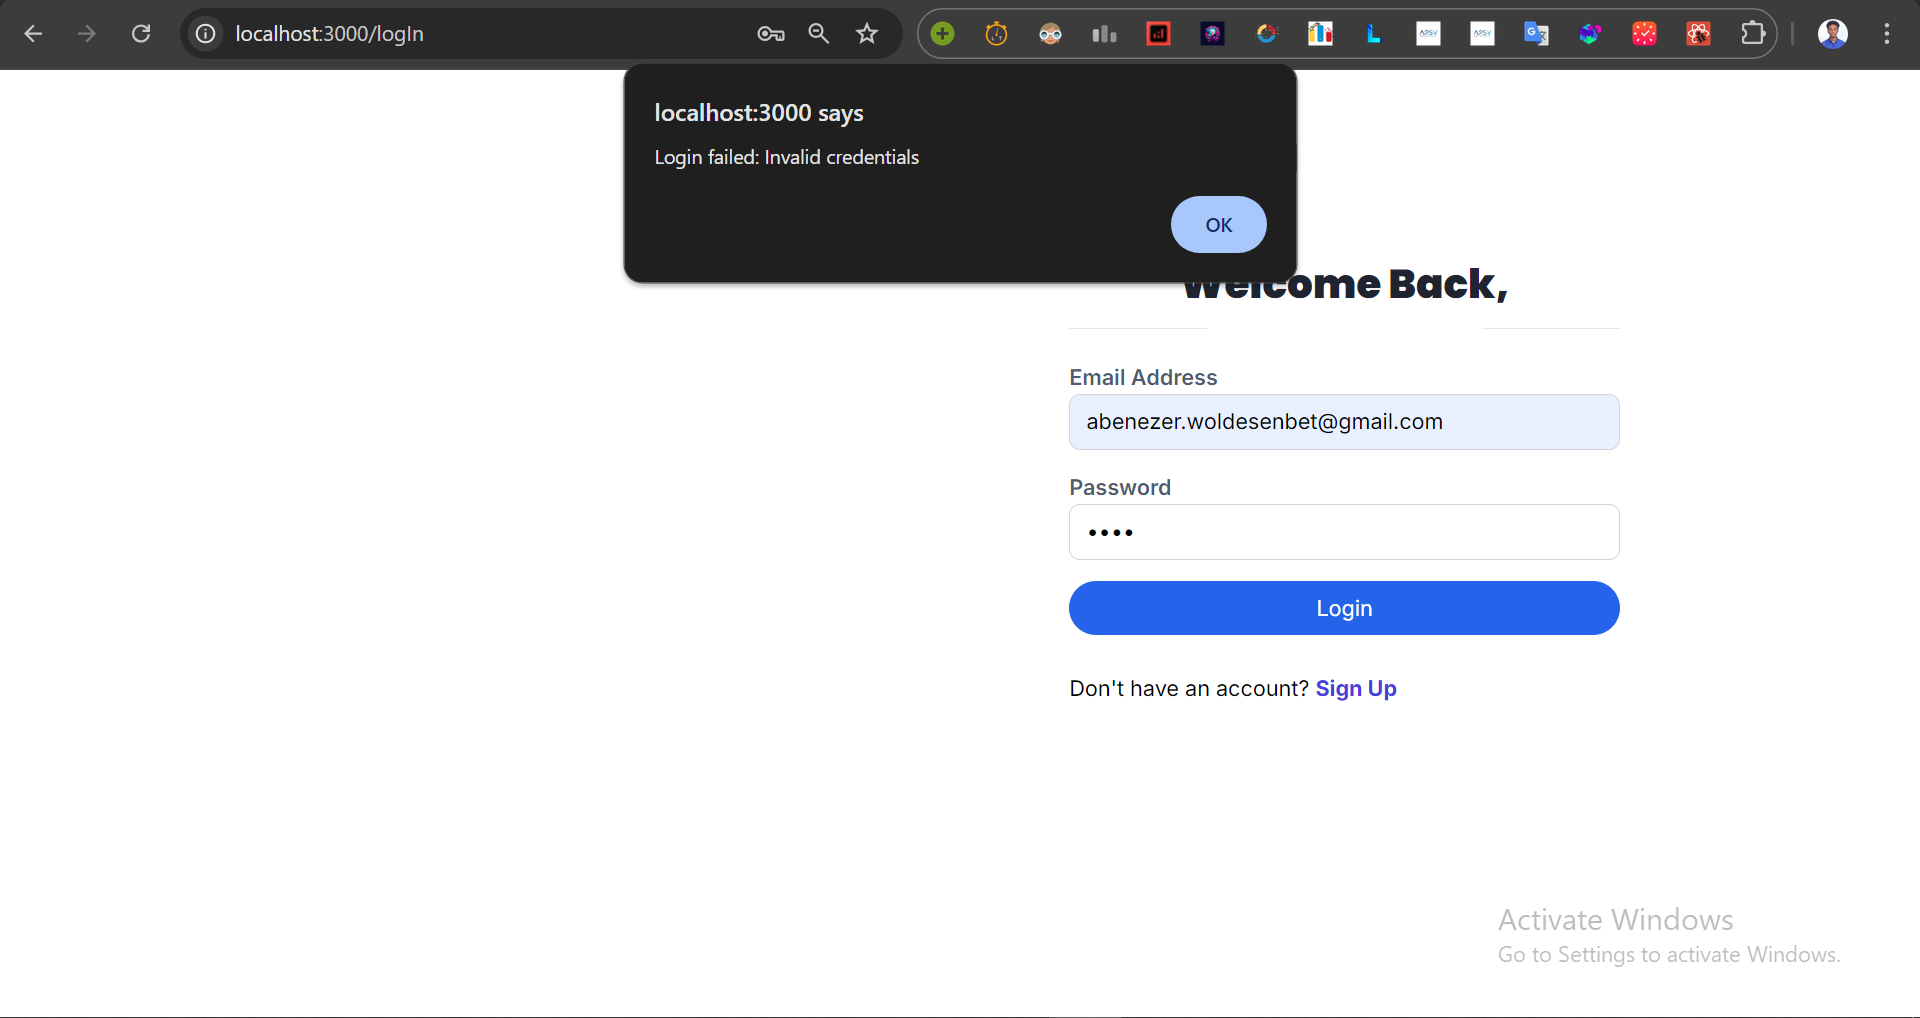 localhost:3000/logIn
localhost:3000 says
Login failed: Invalid credentials
OK
Welcome Back,
Email Address
abenezer.woldesenbet@gmail.com
Password
••••
Login
Don't have an account? Sign Up
Activate Windows
Go to Settings to activate Windows.